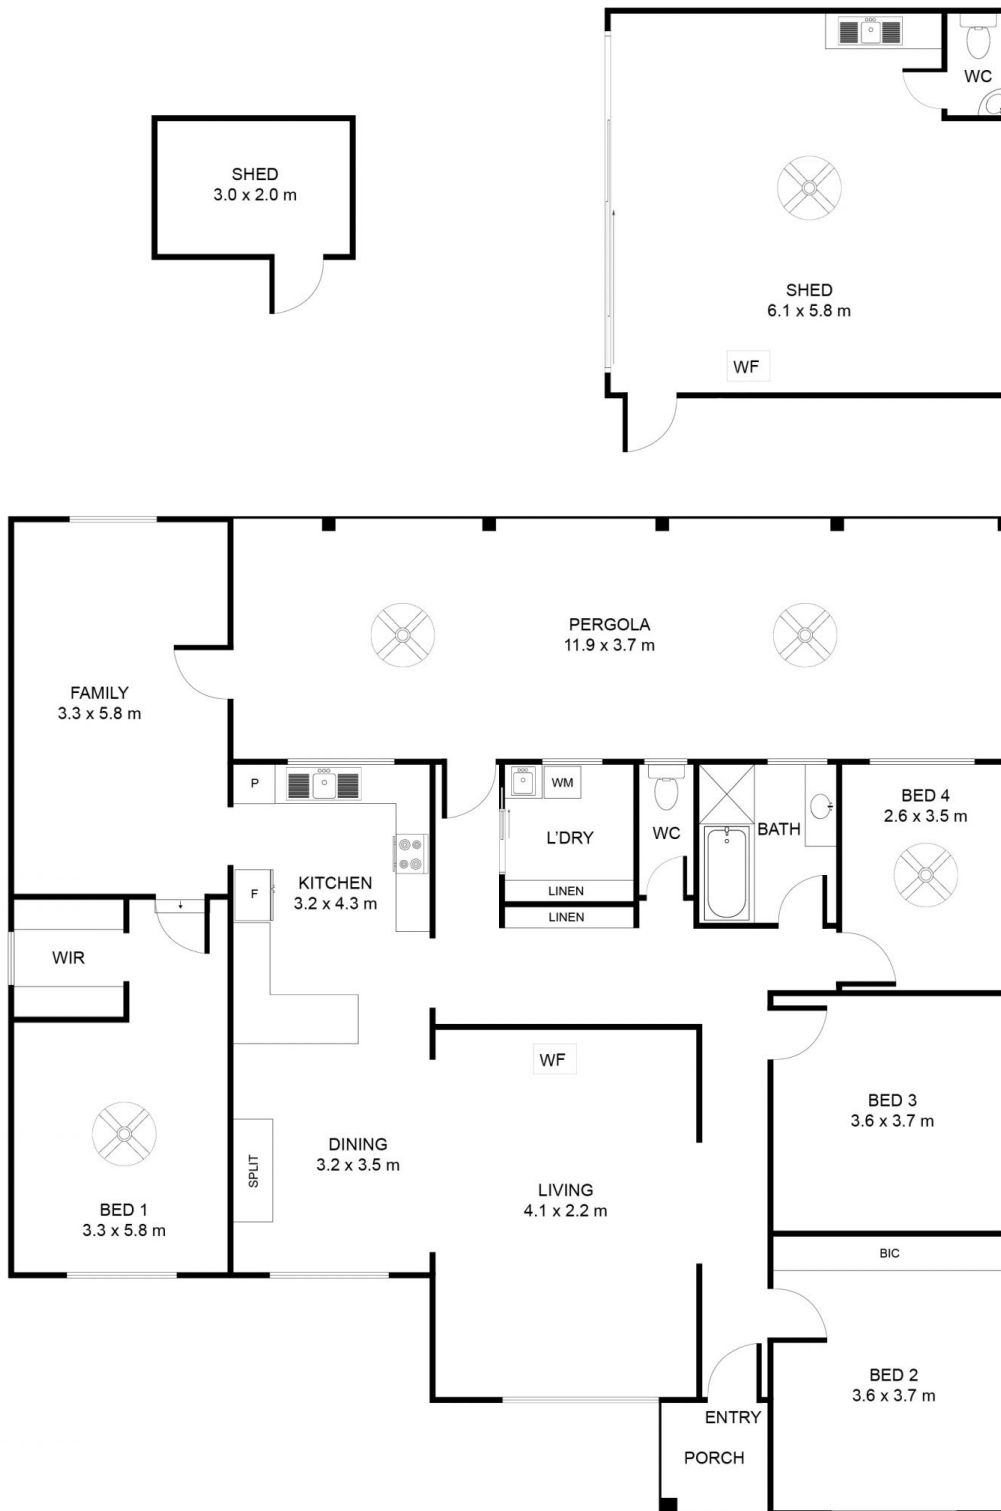 WC
SHED
3.0 x 2.0 m
SHED
6.1 x 5.8 m
WF
PERGOLA
11.9 x 3.7 m
FAMILY
3.3 x 5.8 m
P
WM
L'DRY
WC
BATH
BED 4
2.6 x 3.5 m
F
KITCHEN
3.2 x 4.3 m
LINEN
LINEN
WIR
WF
BED 3
3.6 x 3.7 m
DINING
3.2 x 3.5 m
SPLIT
LIVING
4.1 x 2.2 m
BED 1
3.3 x 5.8 m
BIC
BED 2
3.6 x 3.7 m
ENTRY
PORCH